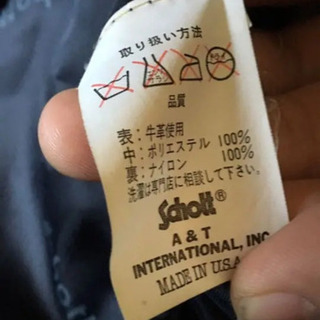 取り扱い方法
品質
表：牛革使用
中：ポリエステル 100%
裏：ナイロン 100%
洗濯は専門店に相談して下さい。
Schott®
A & T
INTERNATIONAL, INC
MADE IN U.S.A